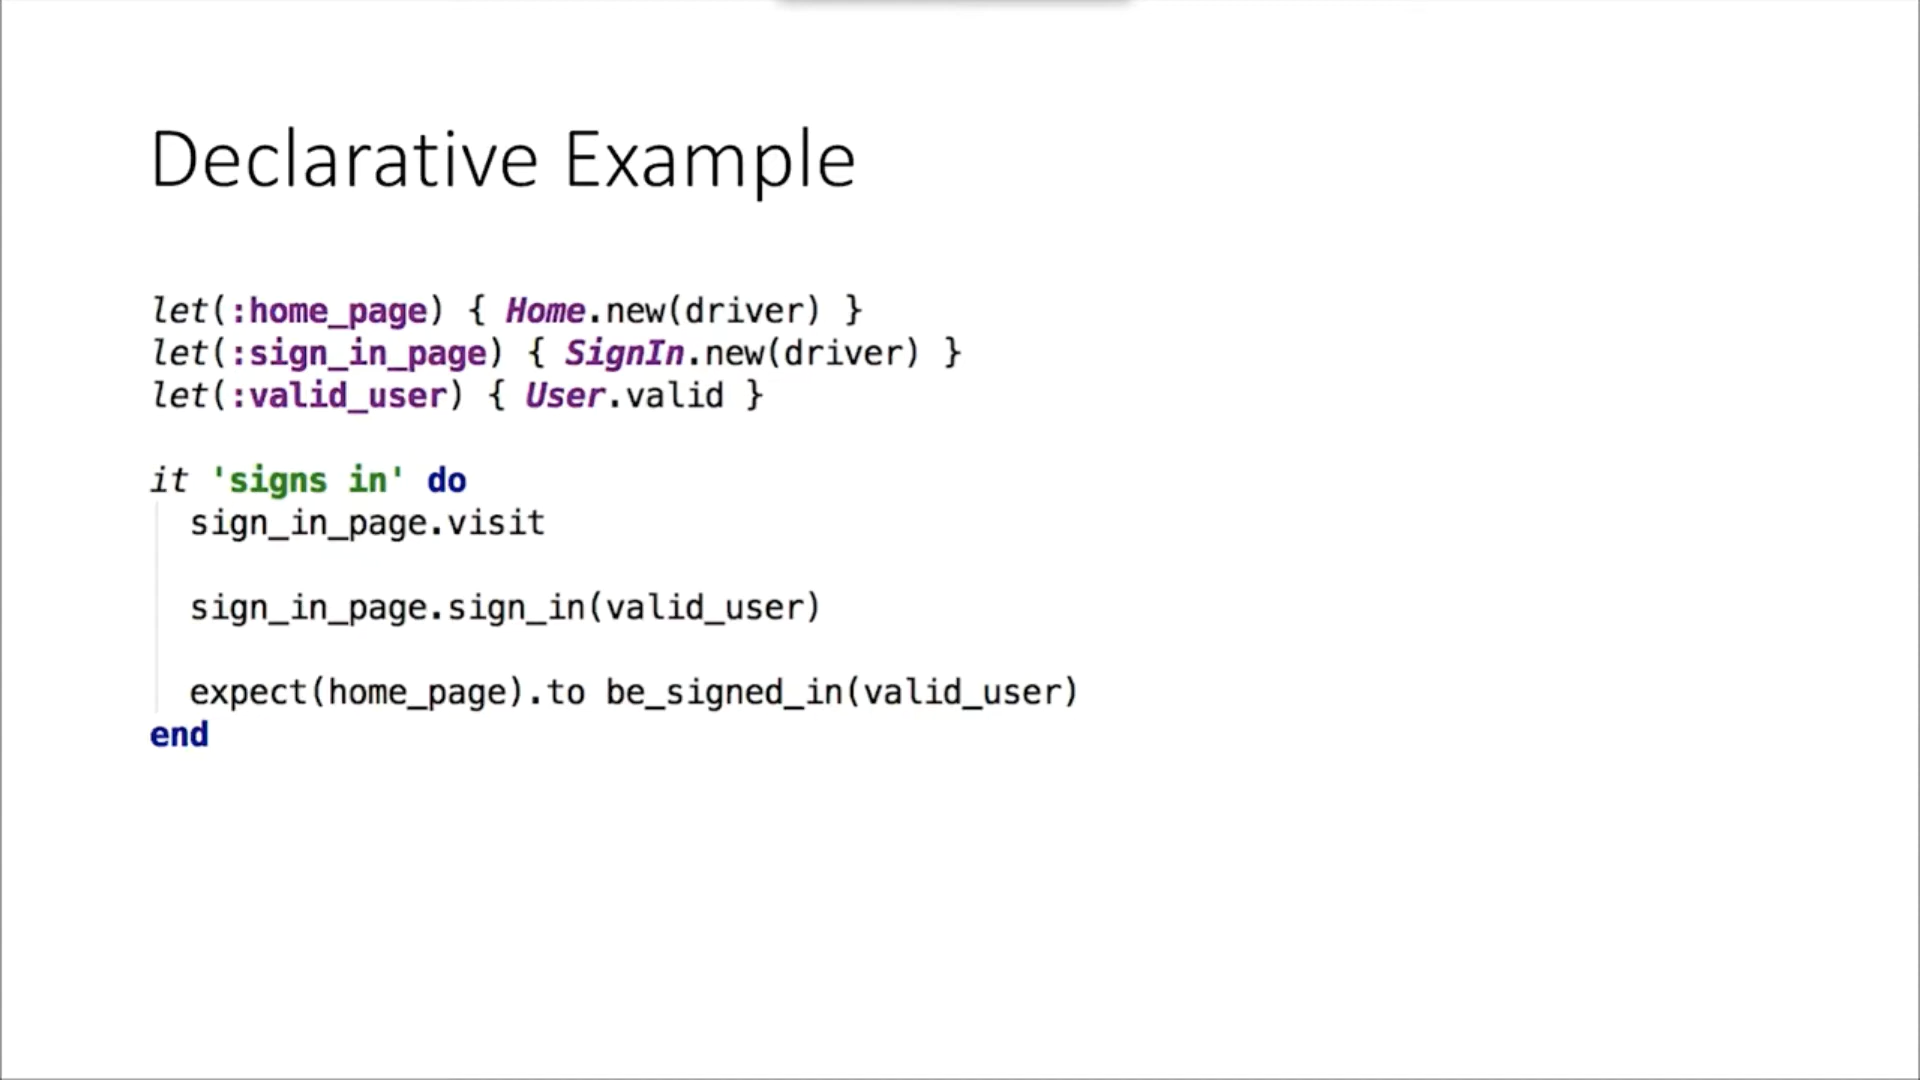 Declarative Example
let(:home_page) { Home.new(driver) }
let(:sign_in_page) { SignIn.new(driver) }
let(:valid_user) { User.valid }
it 'signs in' do
sign_in_page.visit
sign_in_page.sign_in(valid_user)
expect(home_page).to be_signed_in(valid_user)
end